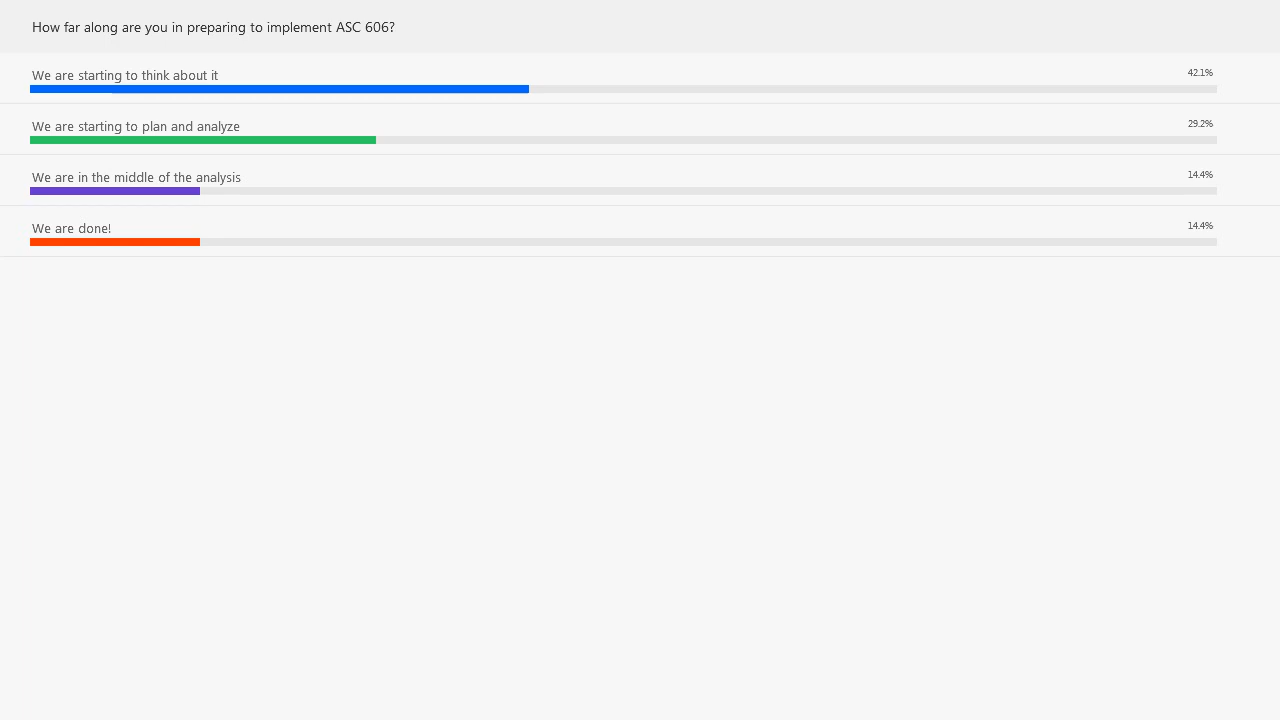 How far along are you in preparing to implement ASC 606?
We are starting to think about it
42.1%
We are starting to plan and analyze
29.2%
We are in the middle of the analysis
14.4%
We are done!
14.4%